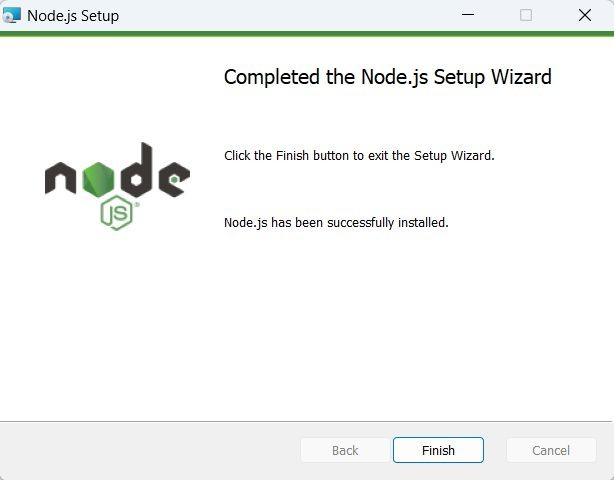 Node.js Setup
Completed the Node.js Setup Wizard
Click the Finish button to exit the Setup Wizard.
node
JS®
Node.js has been successfully installed.
Back
Finish
Cancel